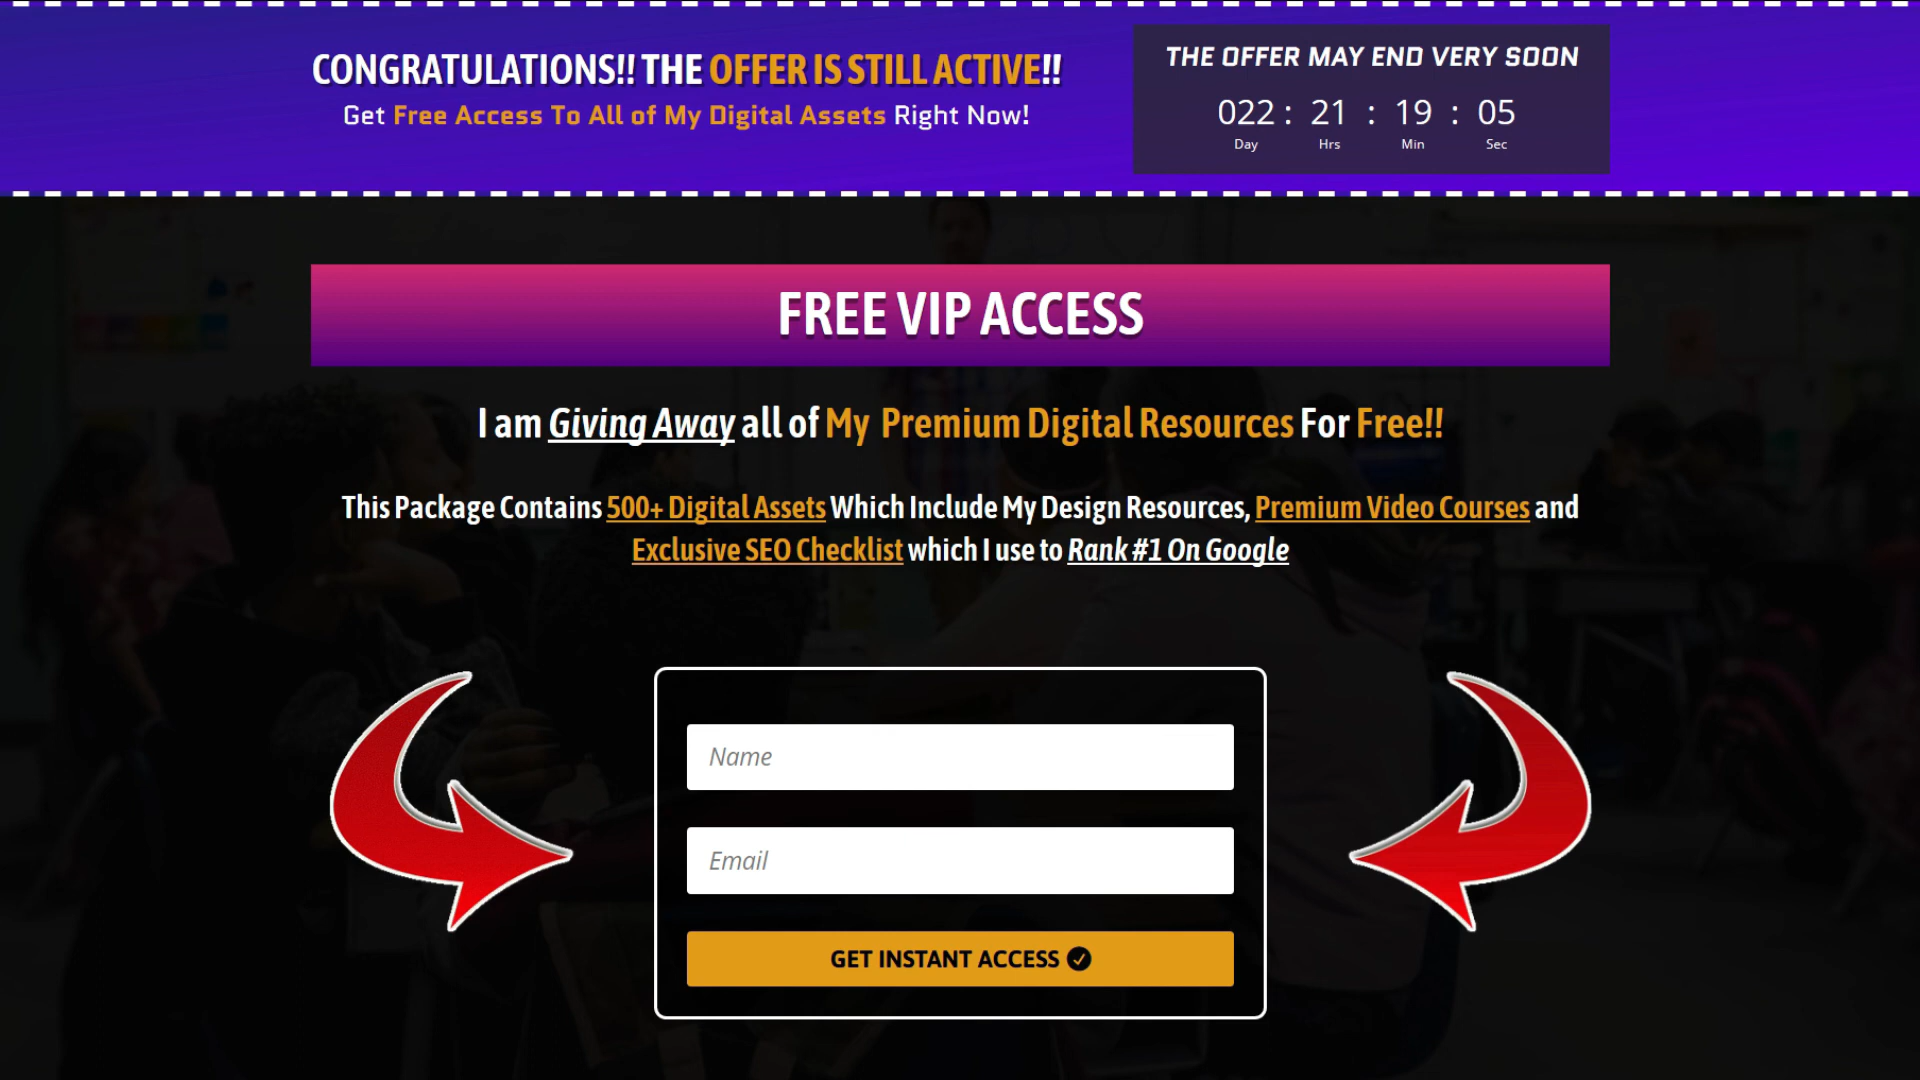 CONGRATULATIONS!! THE OFFER IS STILL ACTIVE!!
Get Free Access To All of My Digital Assets Right Now!
THE OFFER MAY END VERY SOON
022 : 21 : 19 : 05
Day Hrs Min Sec
FREE VIP ACCESS
I am Giving Away all of My Premium Digital Resources For Free!!
This Package Contains 500+ Digital Assets Which Include My Design Resources, Premium Video Courses and
Exclusive SEO Checklist which I use to Rank #1 On Google
Name
Email
GET INSTANT ACCESS